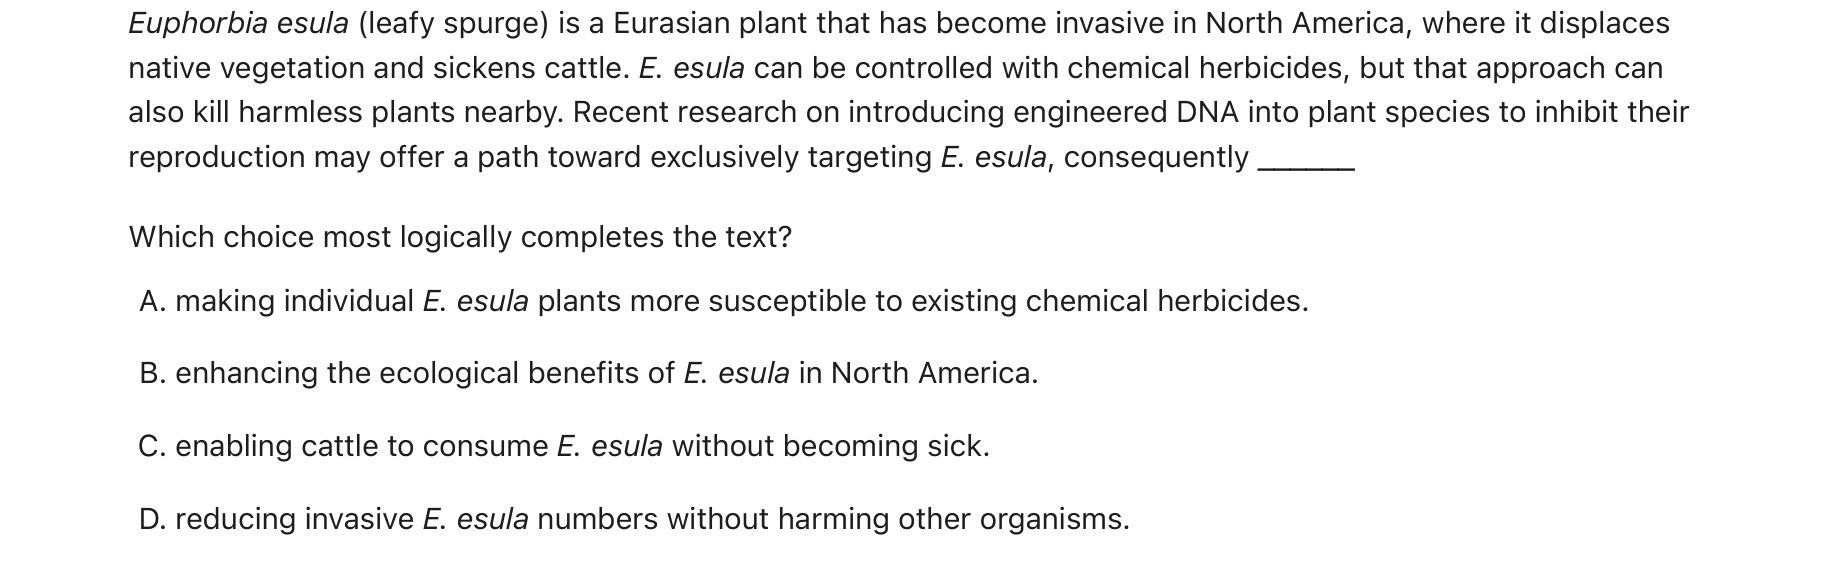 Euphorbia esula (leafy spurge) is a Eurasian plant that has become invasive in North America, where it displaces
native vegetation and sickens cattle. E. esula can be controlled with chemical herbicides, but that approach can
also kill harmless plants nearby. Recent research on introducing engineered DNA into plant species to inhibit their
reproduction may offer a path toward exclusively targeting E. esula, consequently ______
Which choice most logically completes the text?
A. making individual E. esula plants more susceptible to existing chemical herbicides.
B. enhancing the ecological benefits of E. esula in North America.
C. enabling cattle to consume E. esula without becoming sick.
D. reducing invasive E. esula numbers without harming other organisms.